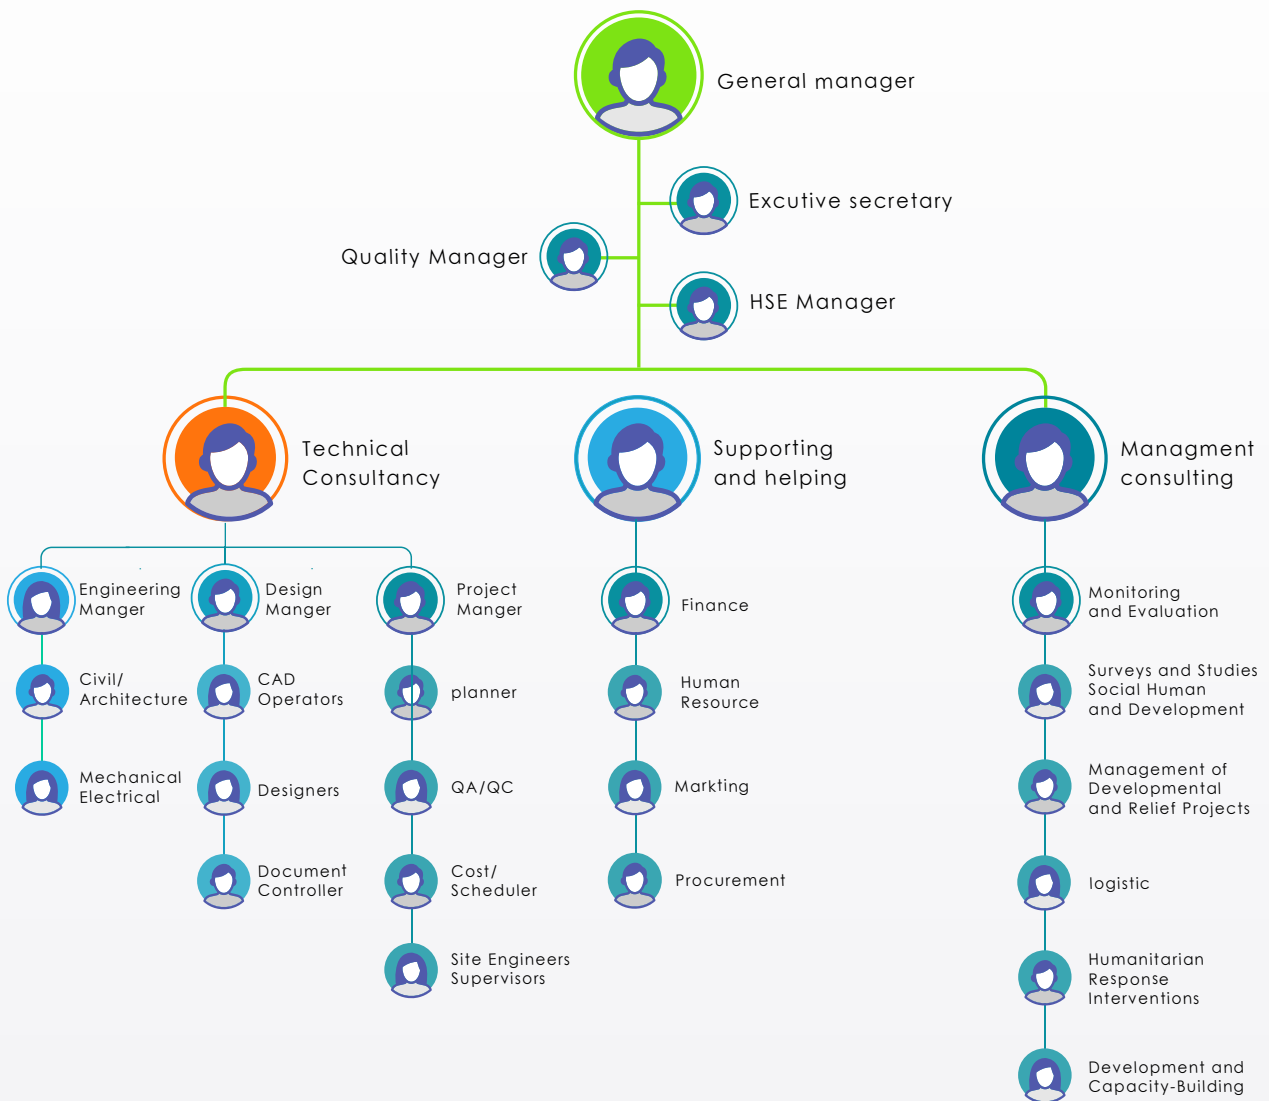 General manager
Excutive secretary
Quality Manager
HSE Manager
Technical
Consultancy
Supporting
and helping
Managment
consulting
Engineering
Manger
Design
Manger
Project
Manger
Finance
Monitoring
and Evaluation
Civil/
Architecture
CAD
Operators
planner
Human
Resource
Surveys and Studies
Social Human
and Development
Mechanical
Electrical
Designers
QA/QC
Markting
Management of
Developmental
and Relief Projects
Document
Controller
Cost/
Scheduler
Procurement
logistic
Site Engineers
Supervisors
Humanitarian
Response
Interventions
Development and
Capacity-Building